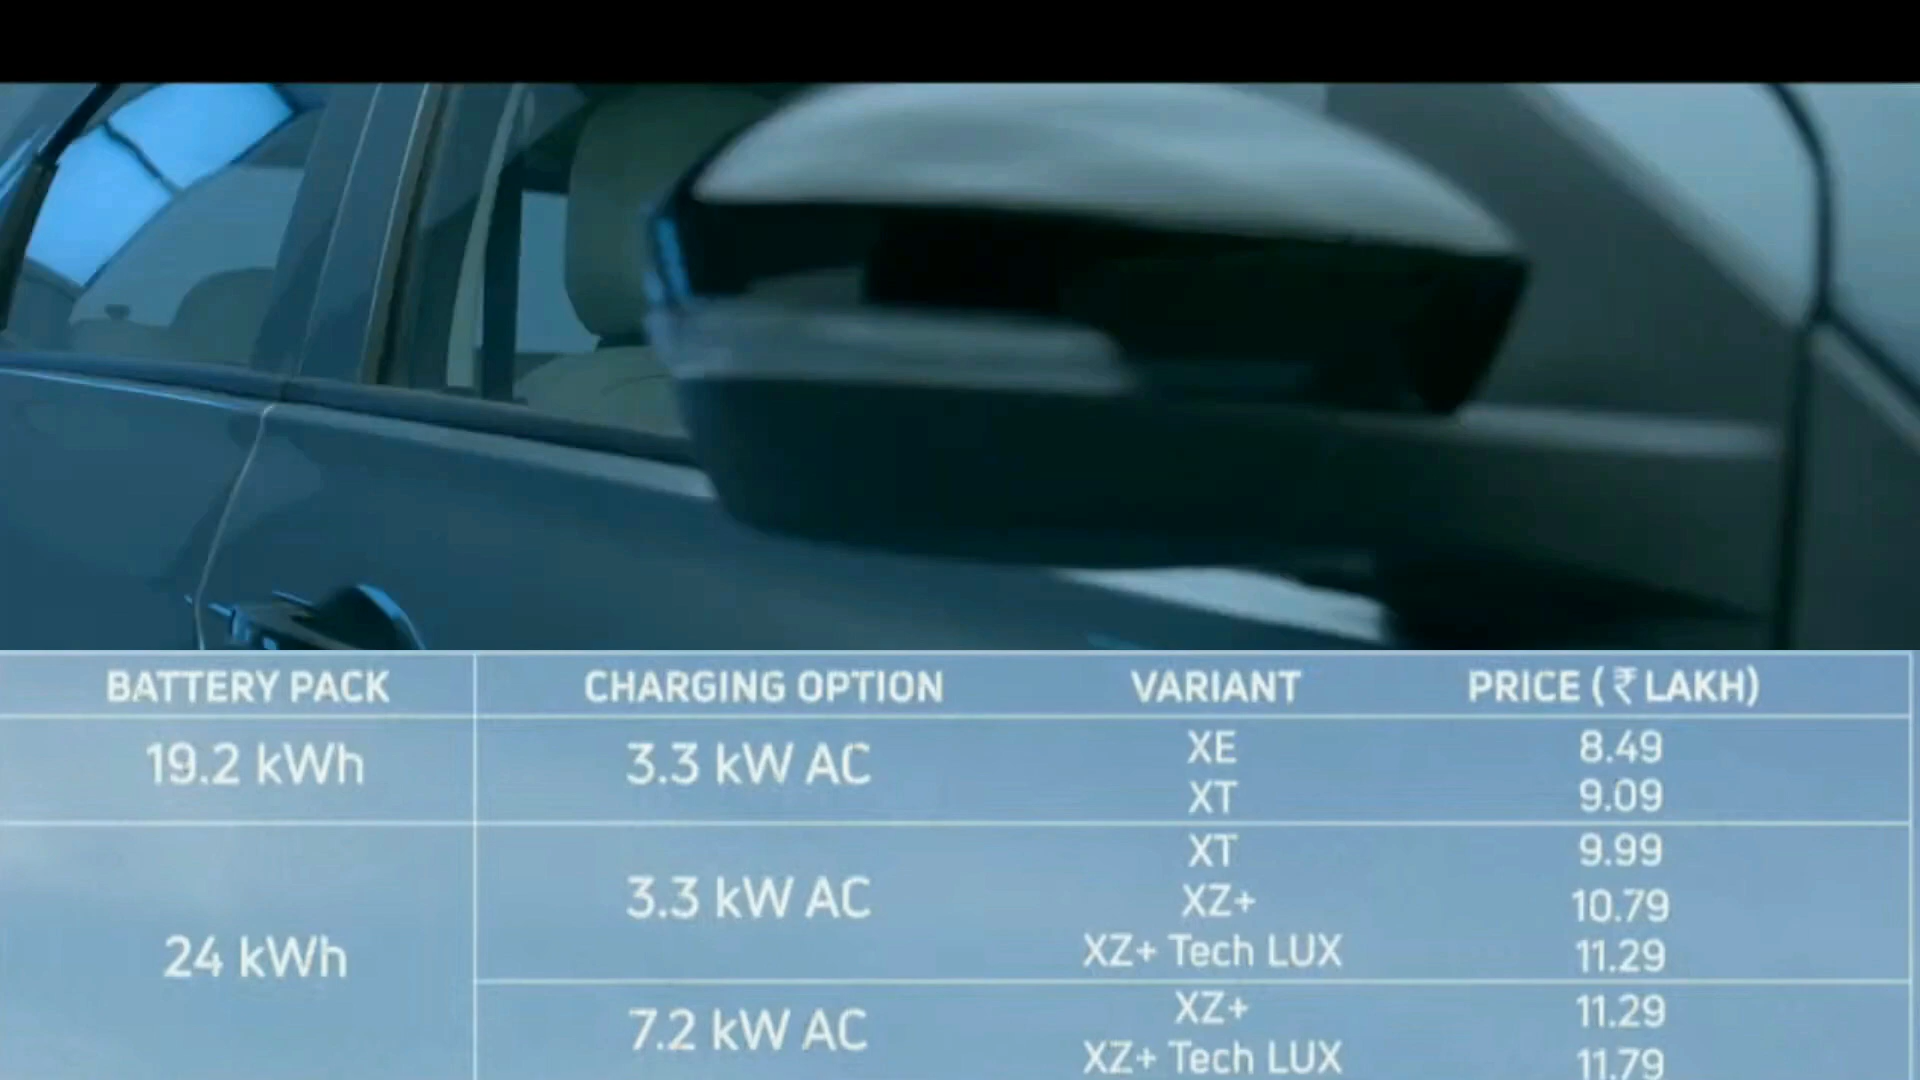 BATTERY PACK CHARGING OPTION VARIANT PRICE (₹ LAKH)
19.2 kWh 3.3 kW AC XE 8.49
XT 9.09
24 kWh 3.3 kW AC XT 9.99
XZ+ 10.79
XZ+ Tech LUX 11.29
7.2 kW AC XZ+ 11.29
XZ+ Tech LUX 11.79